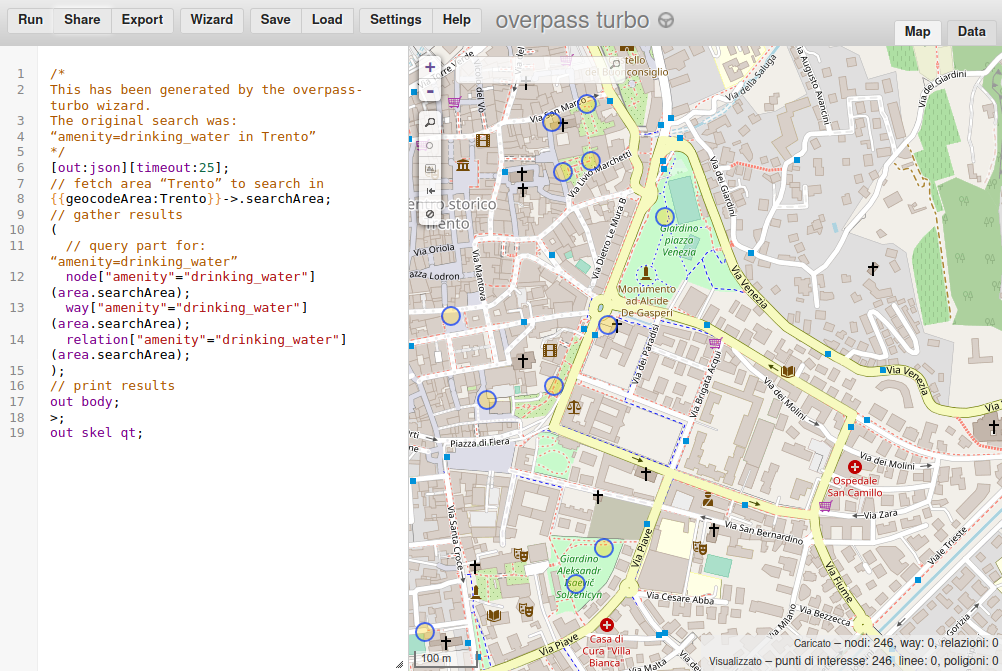 Run Share Export Wizard Save Load Settings Help overpass turbo
Map Data
1 /*
2 This has been generated by the overpass-
turbo wizard.
3 The original search was:
4 “amenity=drinking_water in Trento”
5 */
6 [out:json][timeout:25];
7 // fetch area “Trento” to search in
8 {{geocodeArea:Trento}}->.searchArea;
9 // gather results
10 (
11 // query part for:
“amenity=drinking_water”
12 node["amenity"="drinking_water"]
(area.searchArea);
13 way["amenity"="drinking_water"]
(area.searchArea);
14 relation["amenity"="drinking_water"]
(area.searchArea);
15 );
16 // print results
17 out body;
18 >;
19 out skel qt;
+
-
del Buonconsiglio
Via della Saluga
Via Augusto Avancini
Via dei Giardini
Via San Marco
Via Livio Marchetti
Via dei Giardini
Trento
Via Oriola
Via Mantova
Via Dietro Le Mura B
Giardino
piazza
Venezia
Monumento
ad Alcide
De Gasperi
Via Venezia
Via dei Paradisi
Via Brigata Acqui
Via dei Molini
Via Venezia
Piazza di Fiera
Via dei Molini
Ospedale
San Camillo
Via Zara
Via Santa Croce
Via San Bernardino
Via Piave
Giardino
Aleksandr
Solženicyn
Viale Trieste
Via Fiume
Via Cesare Abba
Via Milano
Via Bezzecca
Gorizia
Via Piave
Casa di
Cura "Villa
Bianca
Via Mata
100 m
Caricato – nodi: 246, way: 0, relazioni: 0
Visualizzato – punti di interesse: 246, linee: 0, poligoni: 0